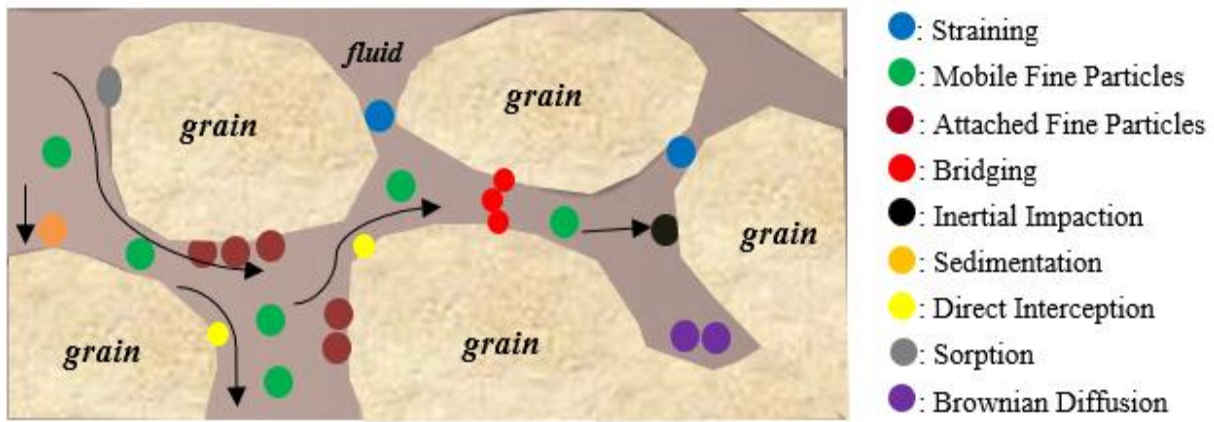 fluid
grain
grain
grain
grain
grain
: Straining
: Mobile Fine Particles
: Attached Fine Particles
: Bridging
: Inertial Impaction
: Sedimentation
: Direct Interception
: Sorption
: Brownian Diffusion